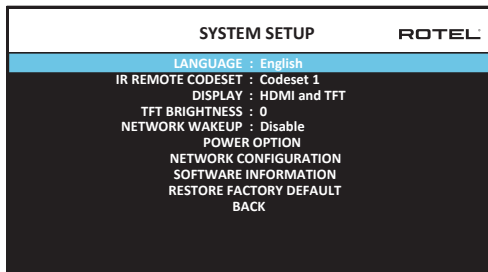 SYSTEM SETUP ROTEL
LANGUAGE : English
IR REMOTE CODESET : Codeset 1
DISPLAY : HDMI and TFT
TFT BRIGHTNESS : 0
NETWORK WAKEUP : Disable
POWER OPTION
NETWORK CONFIGURATION
SOFTWARE INFORMATION
RESTORE FACTORY DEFAULT
BACK